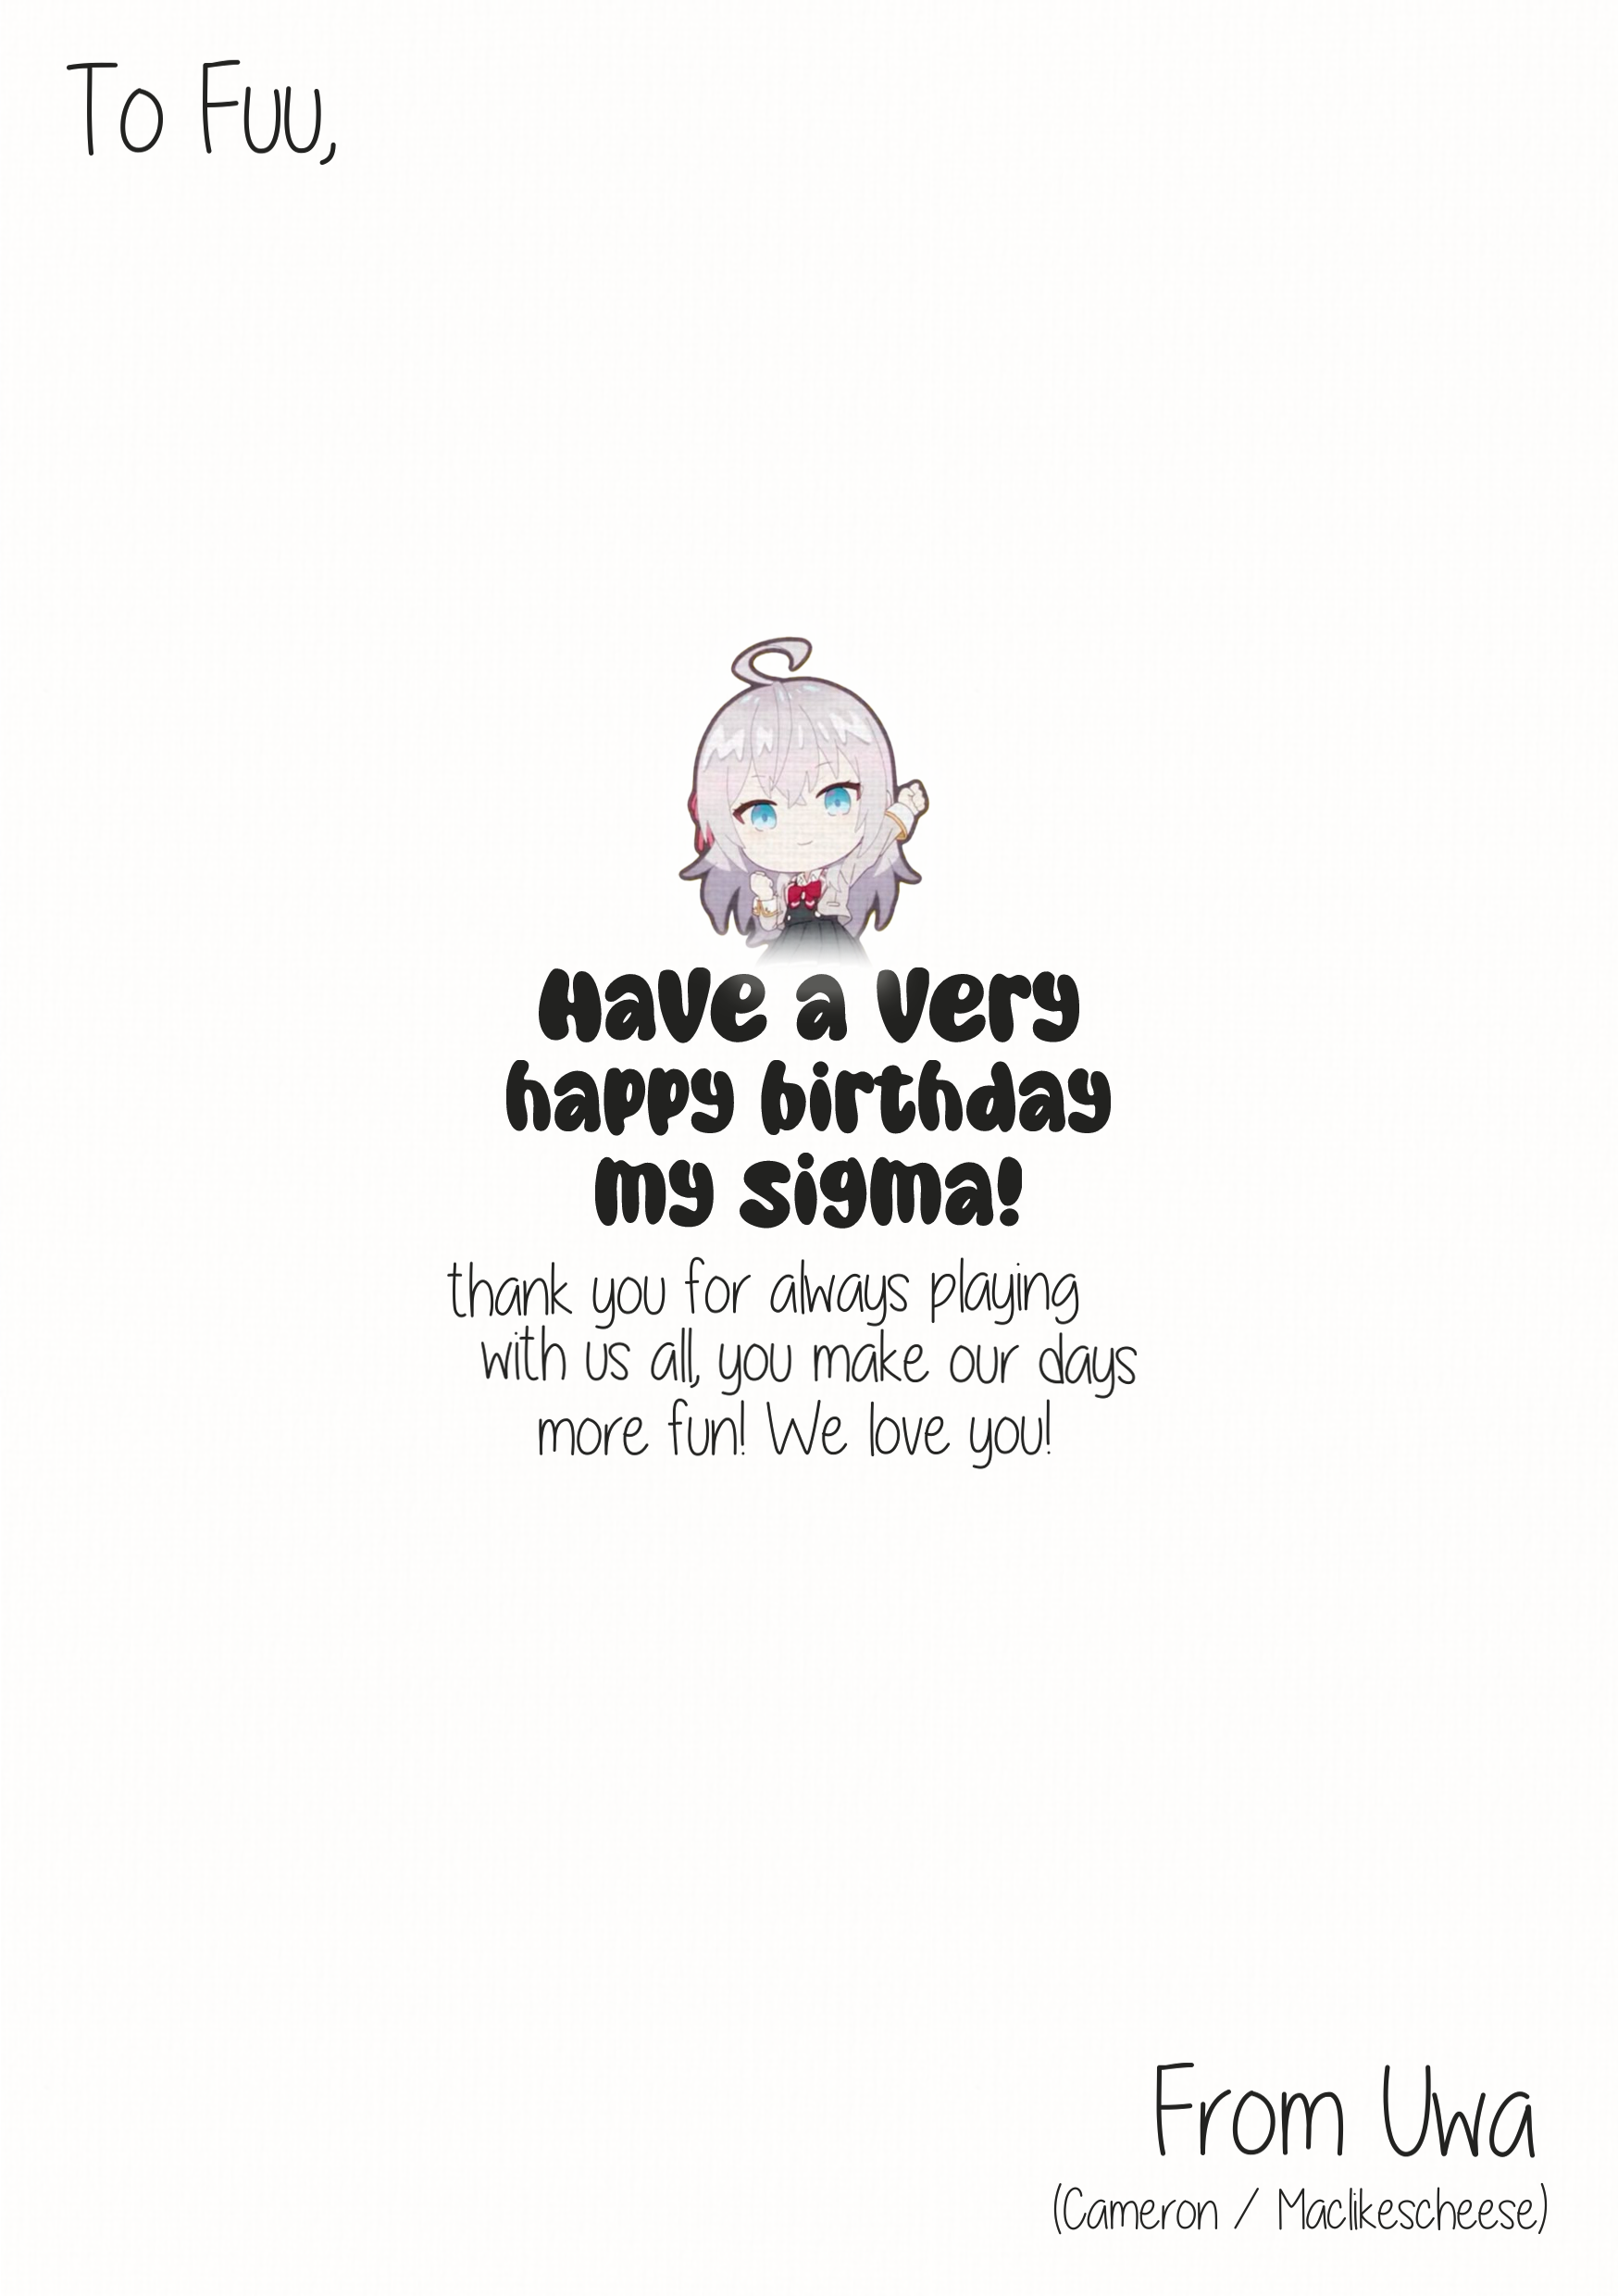 To Fuu,
Have a very
happy birthday
my sigma!
thank you for always playing
with us all, you make our days
more fun! We love you!
From Uwa
(Cameron / Maclikescheese)